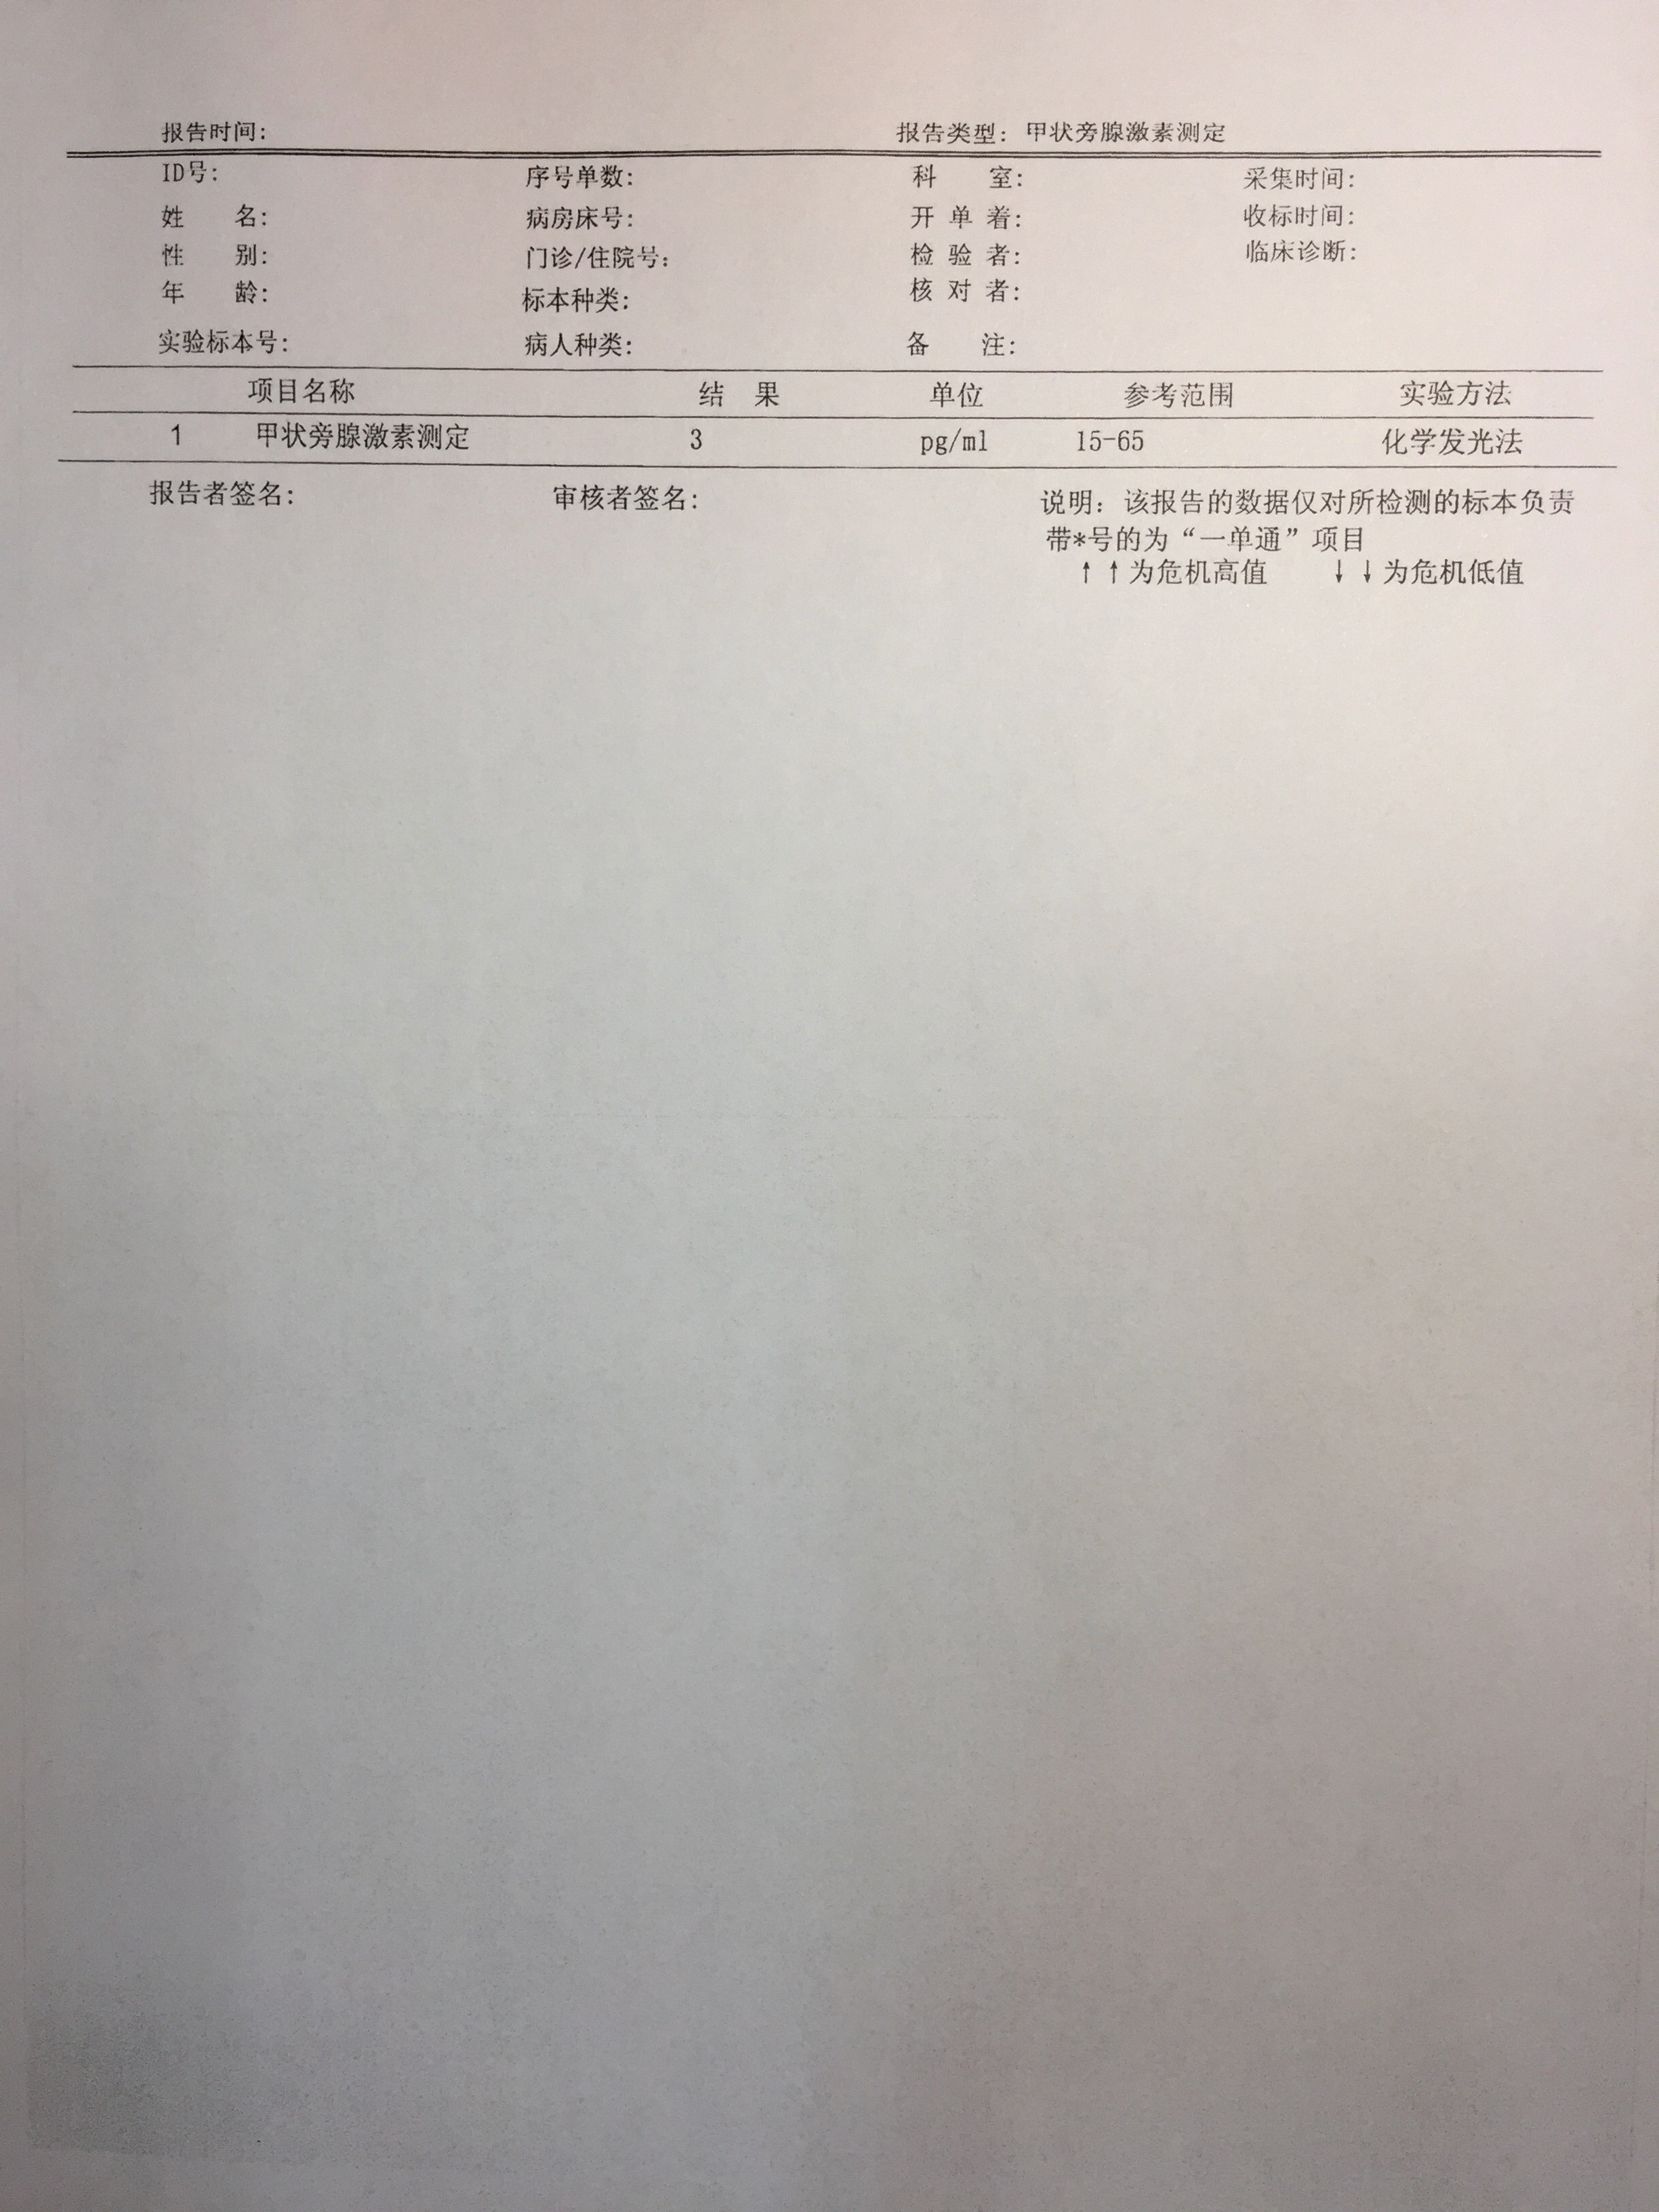 报告时间: 报告类型: 甲状旁腺激素测定
ID号: 序号单数: 科 室: 采集时间:
姓 名: 病房床号: 开 单 着: 收标时间:
性 别: 门诊/住院号: 检 验 者: 临床诊断:
年 龄: 标本种类: 核 对 者:
实验标本号: 病人种类: 备 注:
项目名称 结 果 单位 参考范围 实验方法
1 甲状旁腺激素测定 3 pg/ml 15-65 化学发光法
报告者签名: 审核者签名: 说明: 该报告的数据仅对所检测的标本负责
带*号的为“一单通”项目
↑↑为危机高值 ↓↓为危机低值